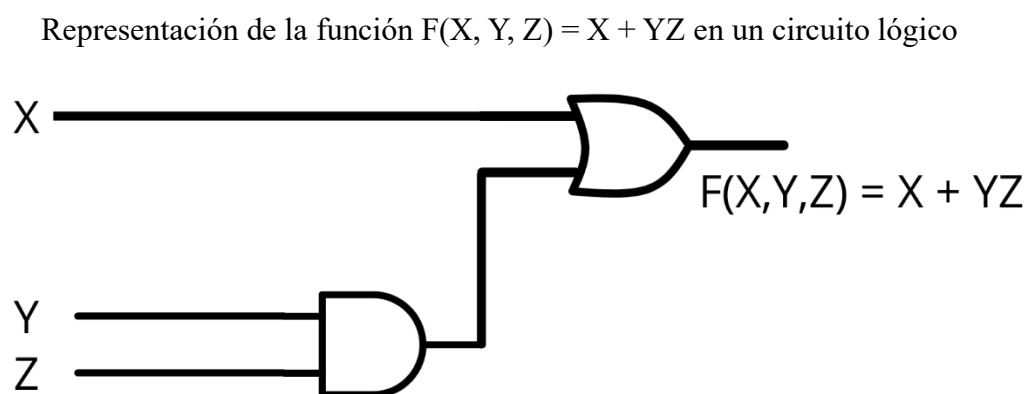 Representación de la función F(X, Y, Z) = X + YZ en un circuito lógico
X
F(X,Y,Z) = X + YZ
Y
Z